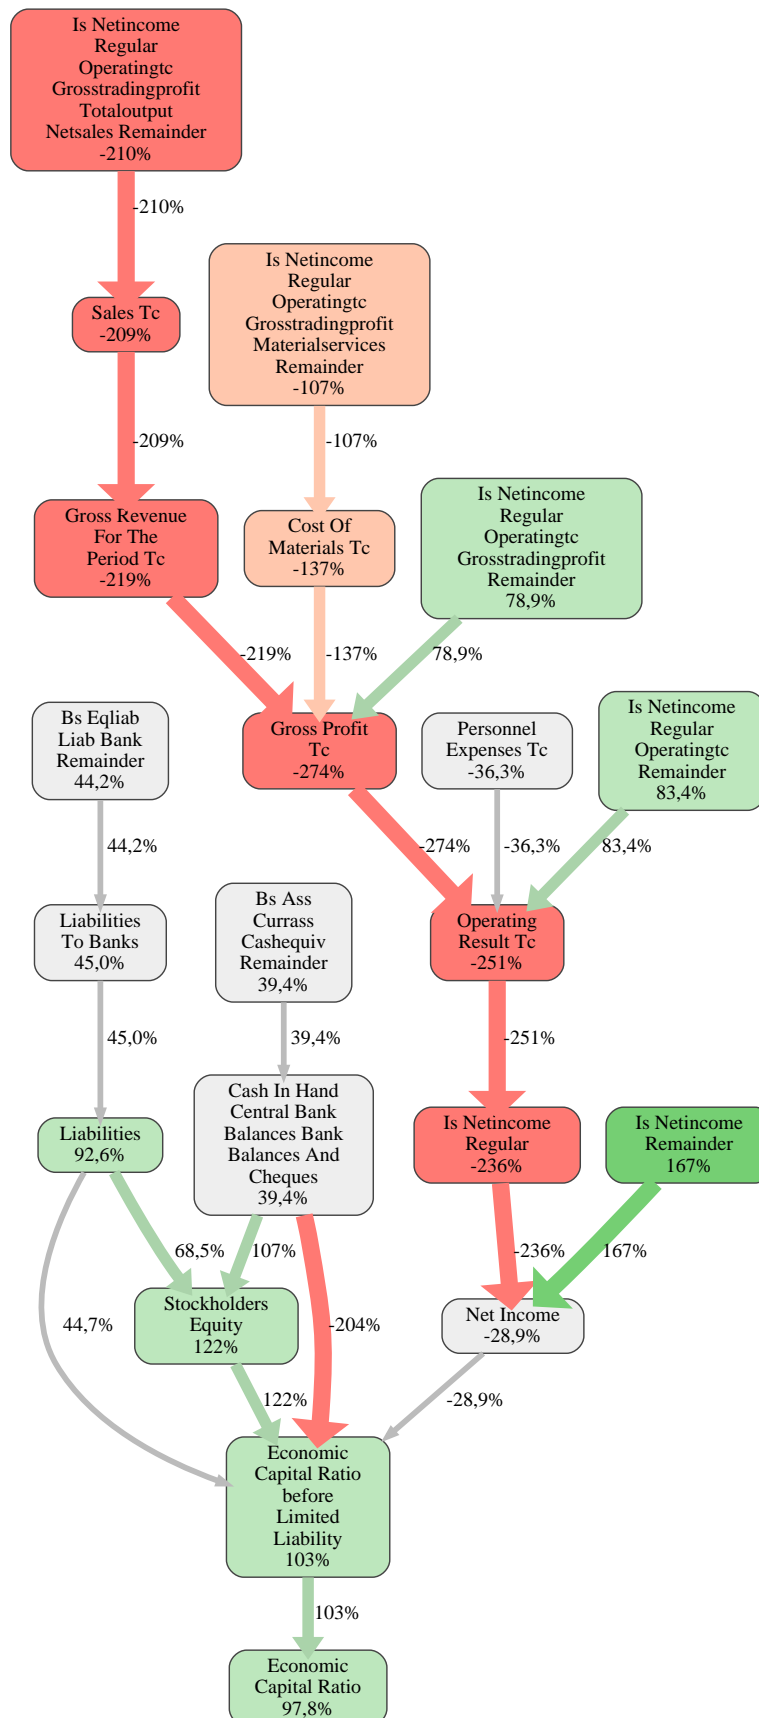 Is Netincome
Regular
Operatingtc
Grosstradingprofit
Totaloutput
Netsales Remainder
-210%
-210%
Sales Tc
-209%
Is Netincome
Regular
Operatingtc
Grosstradingprofit
Materialservices
Remainder
-107%
-209%
-107%
Gross Revenue
For The
Period Tc
-219%
Cost Of
Materials Tc
-137%
Is Netincome
Regular
Operatingtc
Grosstradingprofit
Remainder
78,9%
-219%
-137%
78,9%
Bs Eqliab
Liab Bank
Remainder
44,2%
Gross Profit
Tc
-274%
Personnel
Expenses Tc
-36,3%
Is Netincome
Regular
Operatingtc
Remainder
83,4%
44,2%
-274%
-36,3%
83,4%
Liabilities
To Banks
45,0%
Bs Ass
Currass
Cashequiv
Remainder
39,4%
Operating
Result Tc
-251%
45,0%
39,4%
-251%
Liabilities
92,6%
Cash In Hand
Central Bank
Balances Bank
Balances And
Cheques
39,4%
Is Netincome
Regular
-236%
Is Netincome
Remainder
167%
68,5%
107%
-236%
167%
44,7%
Stockholders
Equity
122%
-204%
Net Income
-28,9%
122%
-28,9%
Economic
Capital Ratio
before
Limited
Liability
103%
103%
Economic
Capital Ratio
97,8%